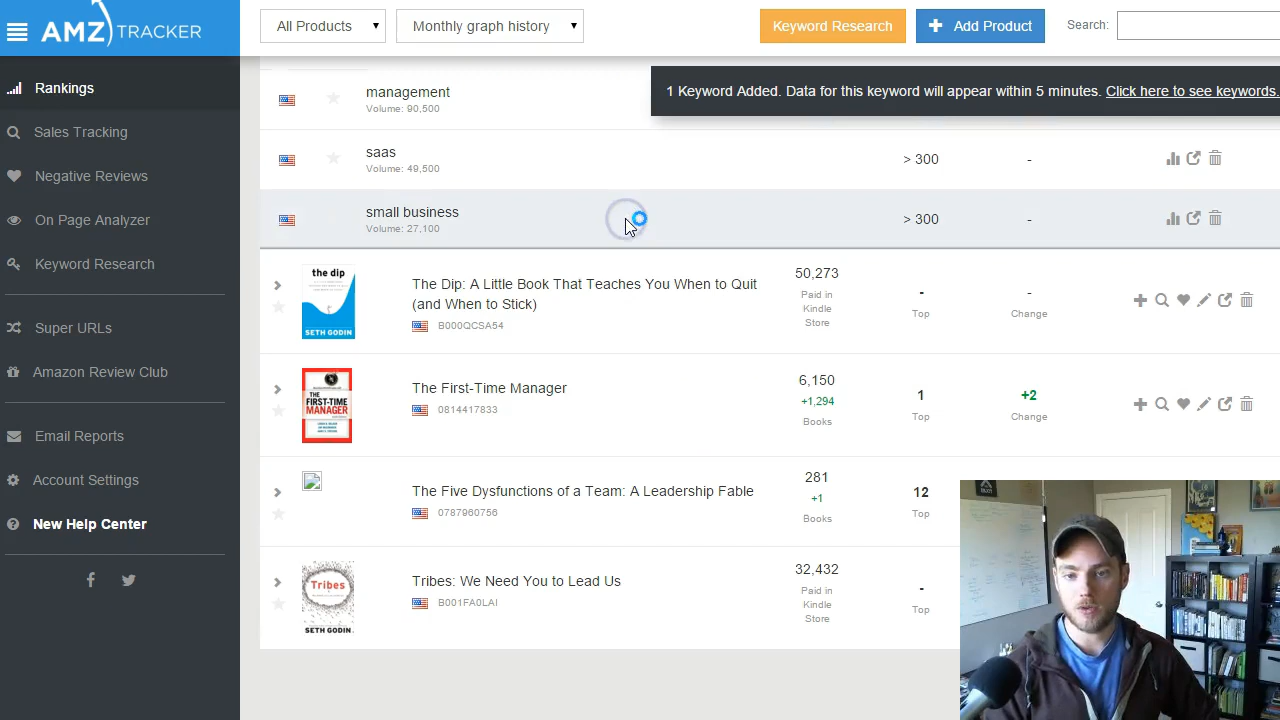 AMZ TRACKER
All Products
Monthly graph history
Keyword Research
Add Product
Search:
Rankings
Sales Tracking
Negative Reviews
On Page Analyzer
Keyword Research
Super URLs
Amazon Review Club
Email Reports
Account Settings
New Help Center
1 Keyword Added. Data for this keyword will appear within 5 minutes. Click here to see keywords.
management
Volume: 90,500
saas
Volume: 49,500
> 300
-
small business
Volume: 27,100
> 300
-
the dip
SETH GODIN
The Dip: A Little Book That Teaches You When to Quit
(and When to Stick)
B000QCSA54
50,273
Paid in
Kindle
Store
-
Top
-
Change
THE
FIRST-TIME
MANAGER
The First-Time Manager
0814417833
6,150
+1,294
Books
1
Top
+2
Change
The Five Dysfunctions of a Team: A Leadership Fable
0787960756
281
+1
Books
12
Top
Tribes
SETH GODIN
Tribes: We Need You to Lead Us
B001FA0LAI
32,432
Paid in
Kindle
Store
-
Top